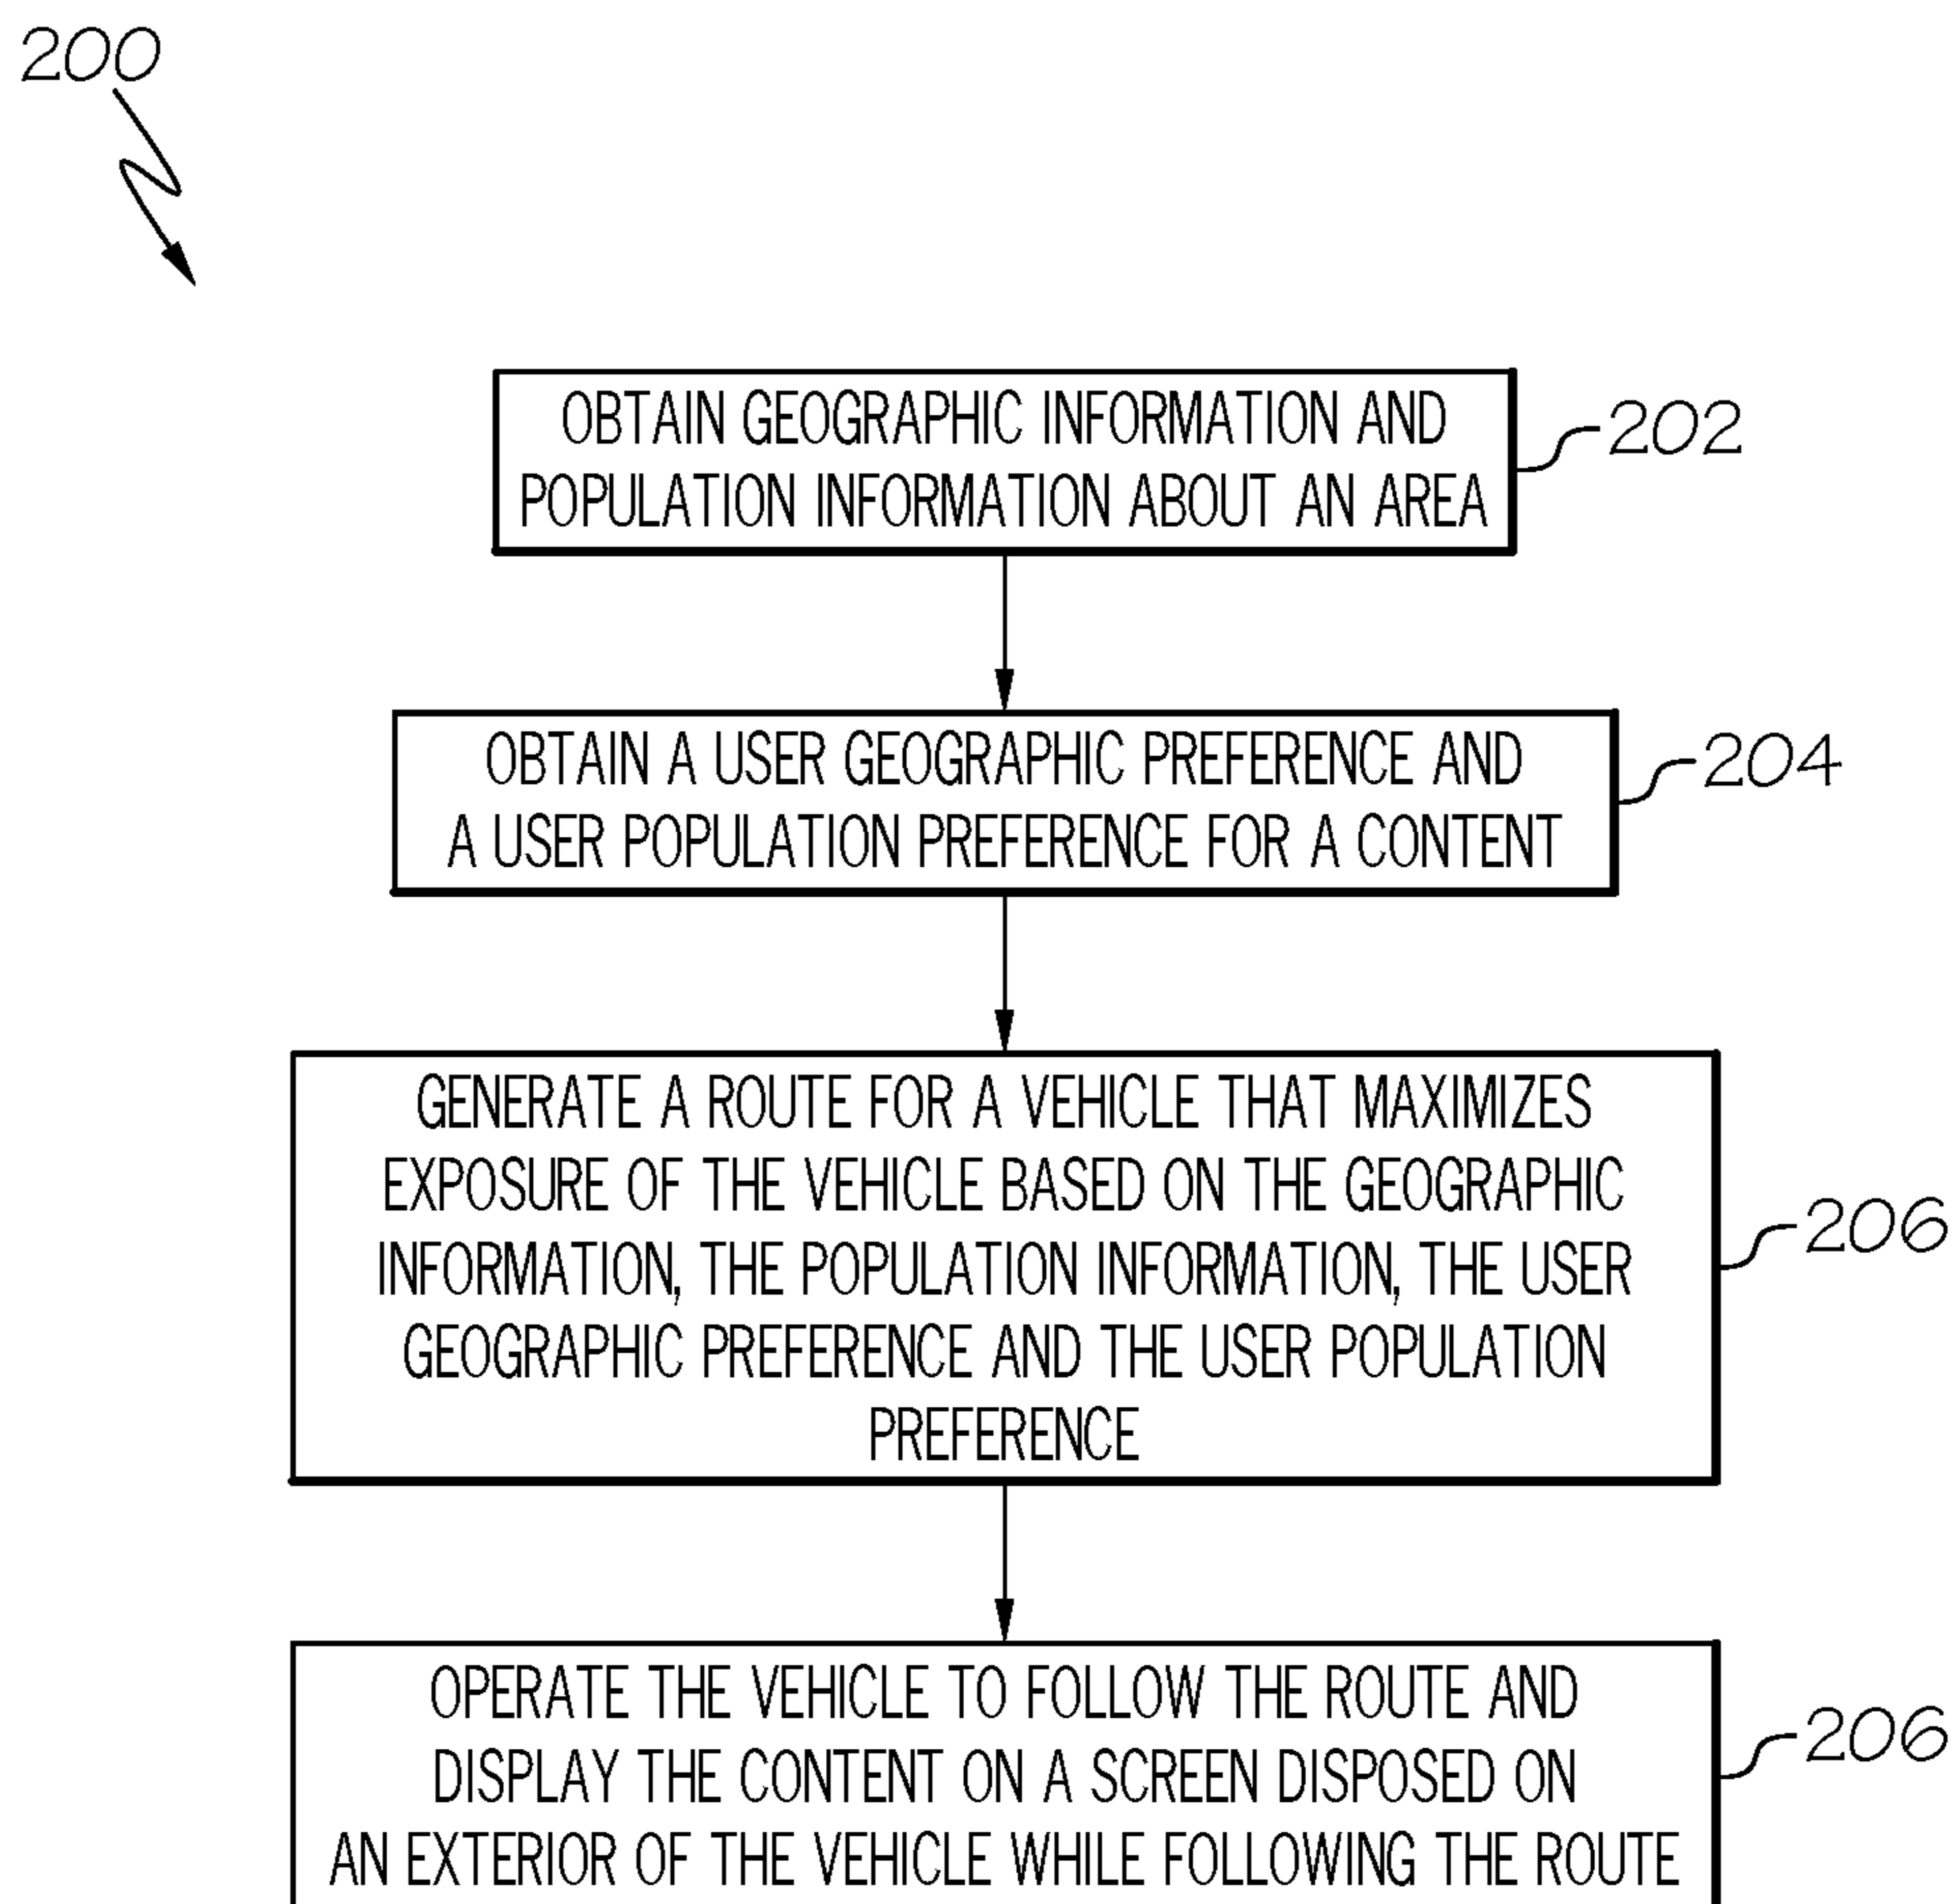 200
OBTAIN GEOGRAPHIC INFORMATION AND
POPULATION INFORMATION ABOUT AN AREA
202
OBTAIN A USER GEOGRAPHIC PREFERENCE AND
A USER POPULATION PREFERENCE FOR A CONTENT
204
GENERATE A ROUTE FOR A VEHICLE THAT MAXIMIZES
EXPOSURE OF THE VEHICLE BASED ON THE GEOGRAPHIC
INFORMATION, THE POPULATION INFORMATION, THE USER
GEOGRAPHIC PREFERENCE AND THE USER POPULATION
PREFERENCE
206
OPERATE THE VEHICLE TO FOLLOW THE ROUTE AND
DISPLAY THE CONTENT ON A SCREEN DISPOSED ON
AN EXTERIOR OF THE VEHICLE WHILE FOLLOWING THE ROUTE
206